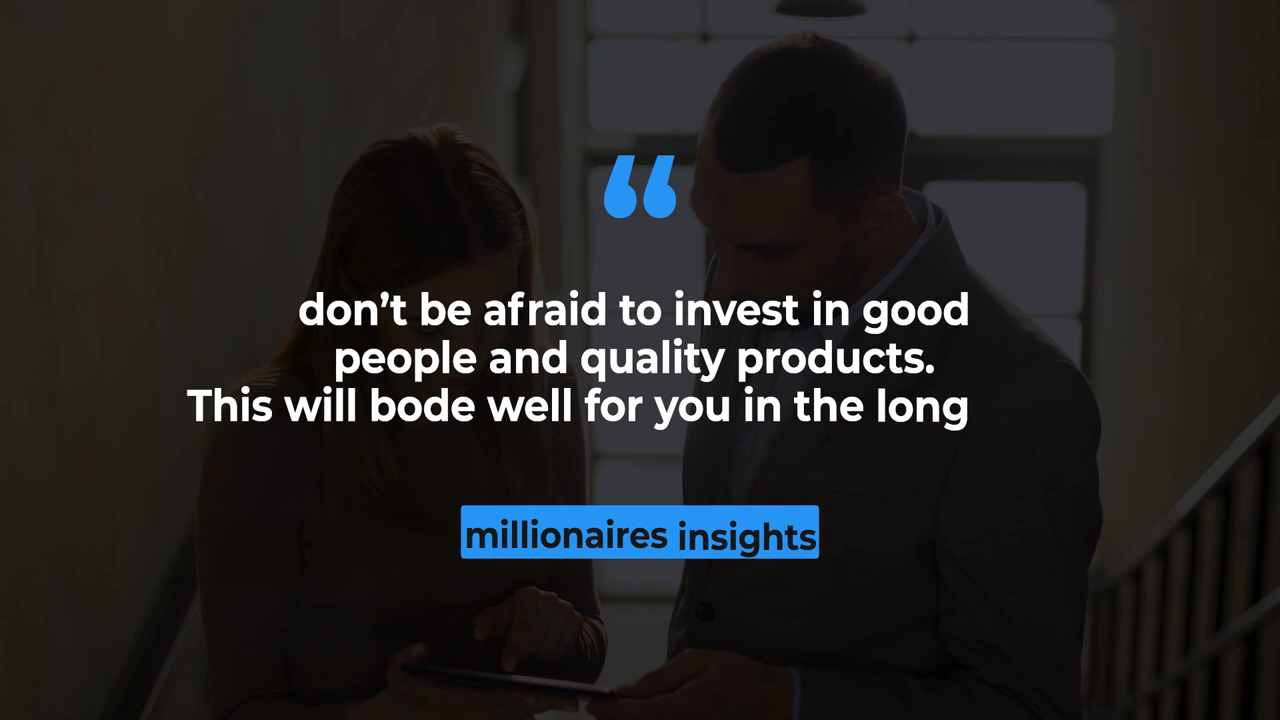 “
don’t be afraid to invest in good
people and quality products.
This will bode well for you in the long
millionaires insights